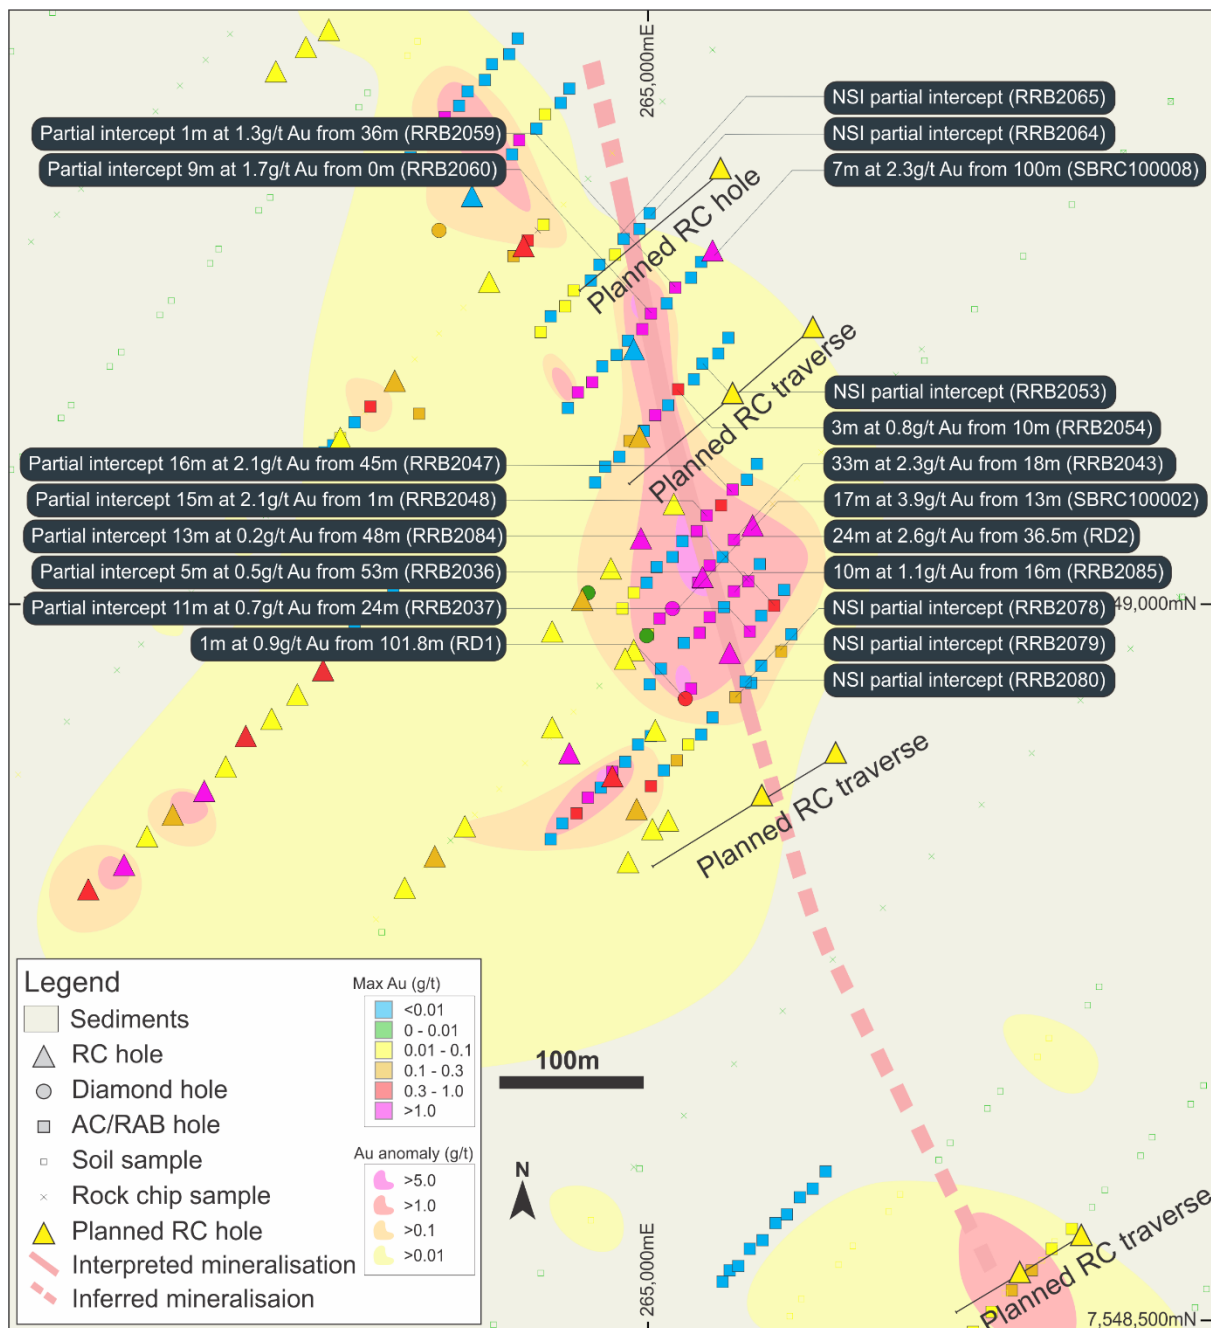 265,000mE
NSI partial intercept (RRB2065)
Partial intercept 1m at 1.3g/t Au from 36m (RRB2059)
NSI partial intercept (RRB2064)
Partial intercept 9m at 1.7g/t Au from 0m (RRB2060)
7m at 2.3g/t Au from 100m (SBRC100008)
Planned RC hole
Planned RC traverse
NSI partial intercept (RRB2053)
3m at 0.8g/t Au from 10m (RRB2054)
Partial intercept 16m at 2.1g/t Au from 45m (RRB2047)
33m at 2.3g/t Au from 18m (RRB2043)
Partial intercept 15m at 2.1g/t Au from 1m (RRB2048)
17m at 3.9g/t Au from 13m (SBRC100002)
Partial intercept 13m at 0.2g/t Au from 48m (RRB2084)
24m at 2.6g/t Au from 36.5m (RD2)
Partial intercept 5m at 0.5g/t Au from 53m (RRB2036)
10m at 1.1g/t Au from 16m (RRB2085)
Partial intercept 11m at 0.7g/t Au from 24m (RRB2037)
NSI partial intercept (RRB2078)
49,000mN
1m at 0.9g/t Au from 101.8m (RD1)
NSI partial intercept (RRB2079)
NSI partial intercept (RRB2080)
Planned RC traverse
Legend
Sediments
RC hole
Diamond hole
AC/RAB hole
Soil sample
Rock chip sample
Planned RC hole
Interpreted mineralisation
Inferred mineralisaion
Max Au (g/t)
<0.01
0 - 0.01
0.01 - 0.1
0.1 - 0.3
0.3 - 1.0
>1.0
Au anomaly (g/t)
>5.0
>1.0
>0.1
>0.01
100m
N
265,000mE
Planned RC traverse
7,548,500mN